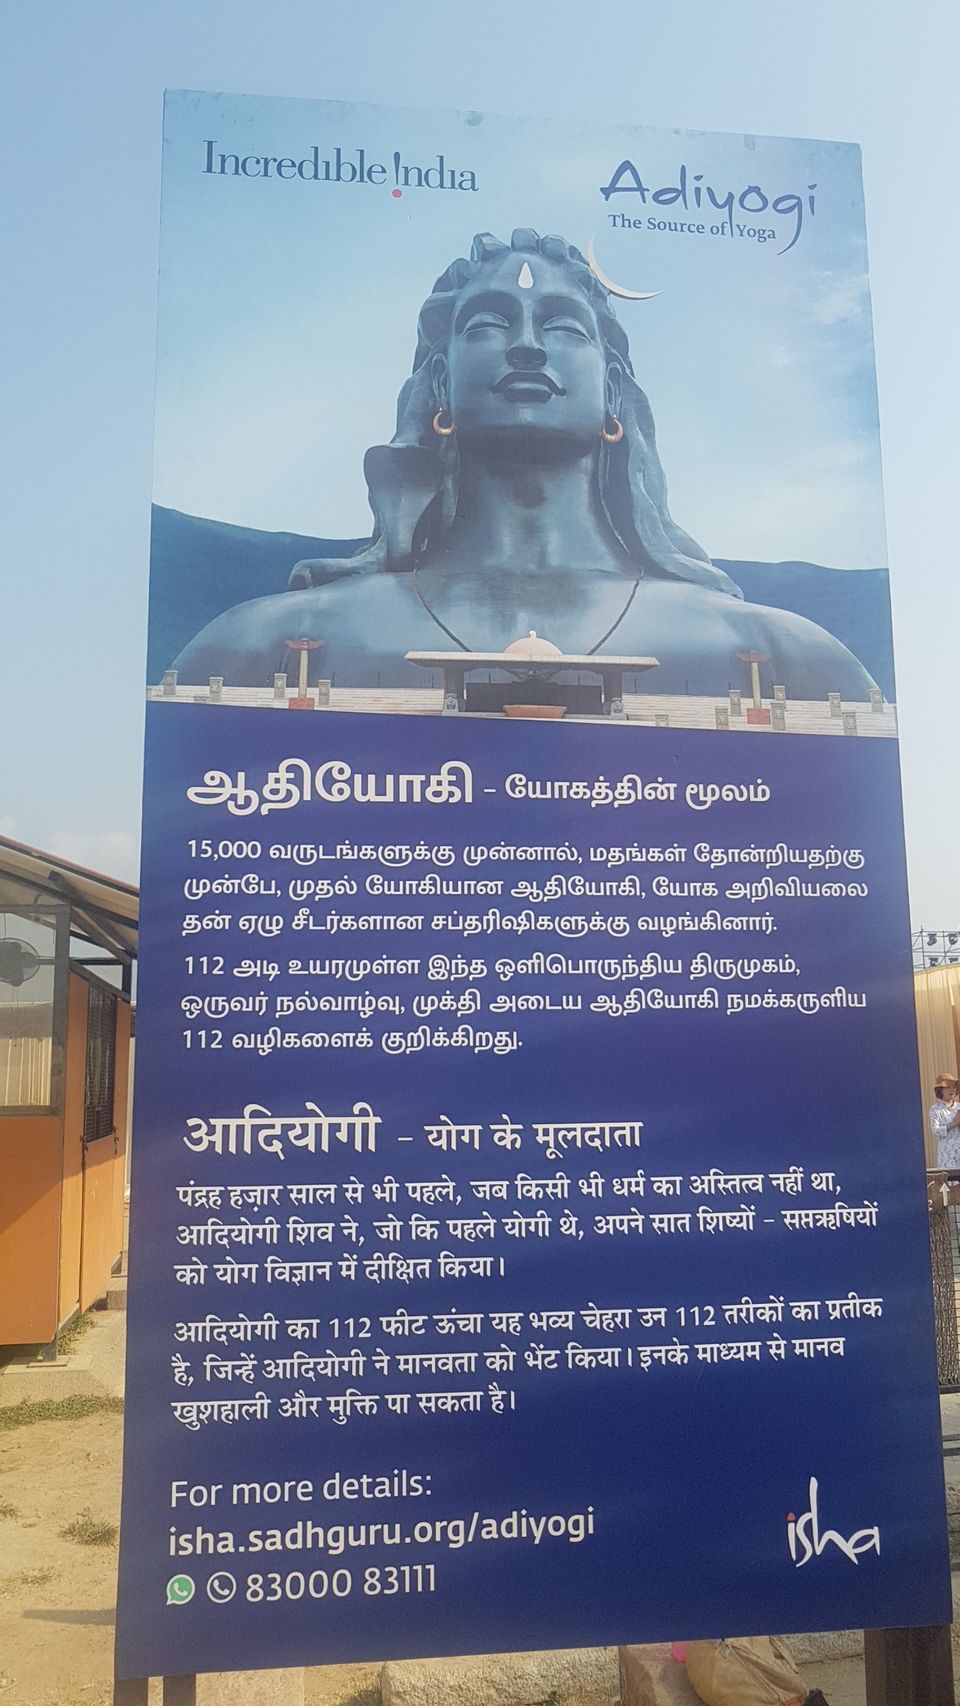 Incredıble !ndıa
Adiyogi
The Source of Yoga
ஆதியோகி – யோகத்தின் மூலம்
15,000 வருடங்களுக்கு முன்னால், மதங்கள் தோன்றியதற்கு
முன்பே, முதல் யோகியான ஆதியோகி, யோக அறிவியலை
தன் ஏழு சீடர்களான சப்தரிஷிகளுக்கு வழங்கினார்.
112 அடி உயரமுள்ள இந்த ஒளிபொருந்திய திருமுகம்,
ஒருவர் நல்வாழ்வு, முக்தி அடைய ஆதியோகி நமக்கருளிய
112 வழிகளைக் குறிக்கிறது.
आदियोगी – योग के मूलदाता
पंद्रह हज़ार साल से भी पहले, जब किसी भी धर्म का अस्तित्व नहीं था,
आदियोगी शिव ने, जो कि पहले योगी थे, अपने सात शिष्यों – सप्तऋषियों
को योग विज्ञान में दीक्षित किया।
आदियोगी का 112 फीट ऊंचा यह भव्य चेहरा उन 112 तरीकों का प्रतीक
है, जिन्हें आदियोगी ने मानवता को भेंट किया। इनके माध्यम से मानव
खुशहाली और मुक्ति पा सकता है।
For more details:
isha.sadhguru.org/adiyogi
83000 83111
isha